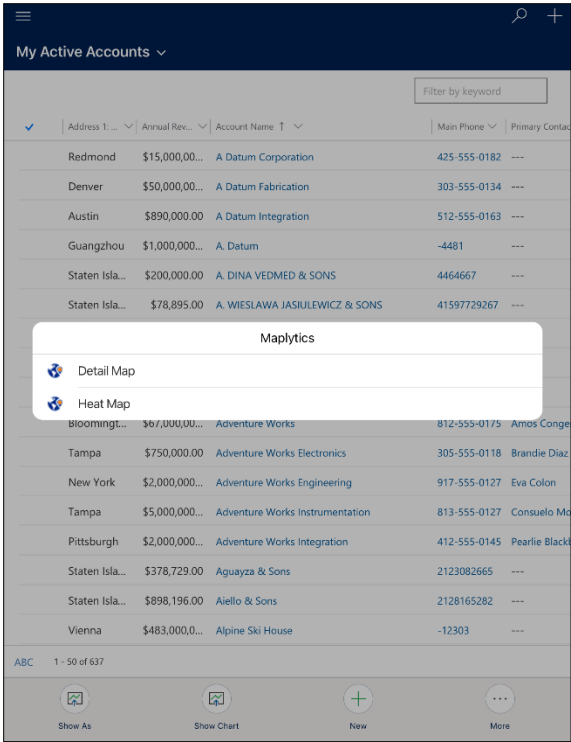 My Active Accounts
Filter by keyword
Address 1: ... Annual Rev... Account Name ↑ Main Phone Primary Contac
Redmond $15,000,00... A Datum Corporation 425-555-0182 ---
Denver $50,000,00... A Datum Fabrication 303-555-0134 ---
Austin $890,000.00 A Datum Integration 512-555-0163 ---
Guangzhou $1,000,000... A. Datum -4481 ---
Staten Isla... $200,000.00 A. DINA VEDMED & SONS 4464667 ---
Staten Isla... $78,895.00 A. WIESLAWA JASIULEWICZ & SONS 41597729267 ---
Maplytics
Detail Map
Heat Map
Bloomingt... $67,000,00... Adventure Works 812-555-0175 Amos Conge
Tampa $750,000.00 Adventure Works Electronics 305-555-0118 Brandie Diaz
New York $2,000,000... Adventure Works Engineering 917-555-0127 Eva Colon
Tampa $5,000,000... Adventure Works Instrumentation 813-555-0127 Consuelo Mo
Pittsburgh $2,000,000... Adventure Works Integration 412-555-0145 Pearlie Blackl
Staten Isla... $378,729.00 Aguayza & Sons 2123082665 ---
Staten Isla... $898,196.00 Aiello & Sons 2128165282 ---
Vienna $483,000,0... Alpine Ski House -12303 ---
ABC 1 - 50 of 637
Show As Show Chart New More